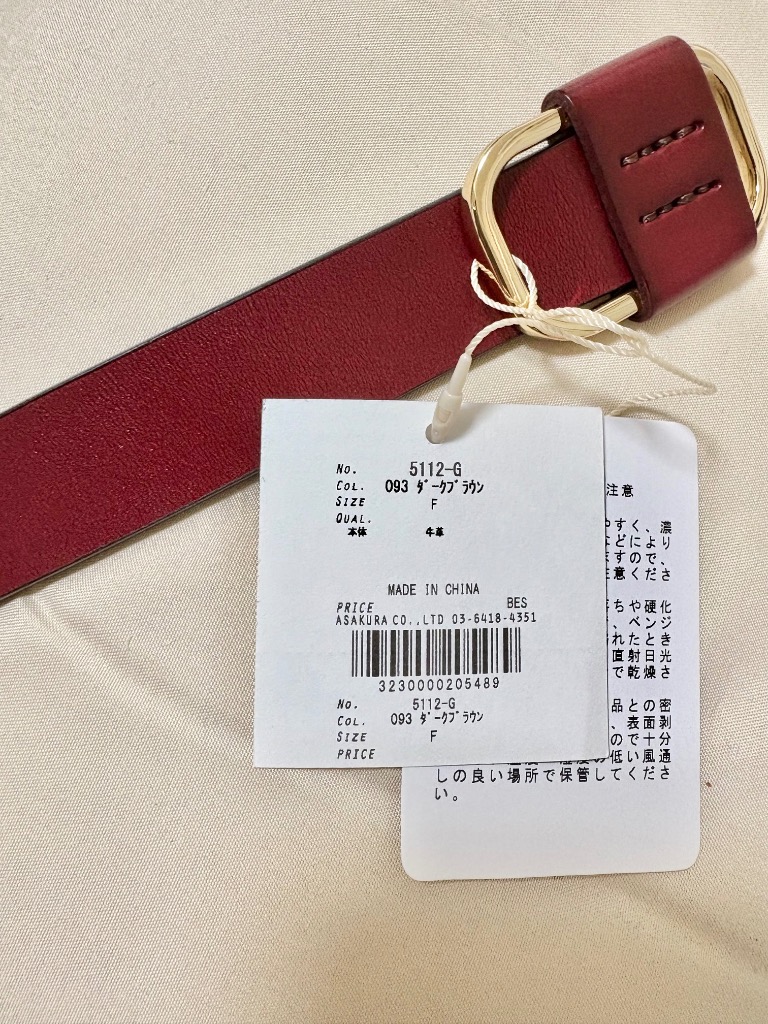 No. 5112-G
COL. 093 ﾀﾞｰｸﾌﾞﾗｳﾝ
SIZE F
QUAL.
本体 牛革
MADE IN CHINA
PRICE BES
ASAKURA CO.,LTD 03-6418-4351
3230000205489
No. 5112-G
COL. 093 ﾀﾞｰｸﾌﾞﾗｳﾝ
SIZE F
PRICE
注意
やすく、濃
などにより
ますので、
注意くださ
落ちや硬化
、ベンジ
れたとき
直射日光
で乾燥さ
品との密
、表面剥
ので十分
の低い風通
しの良い場所で保管してくださ
い。